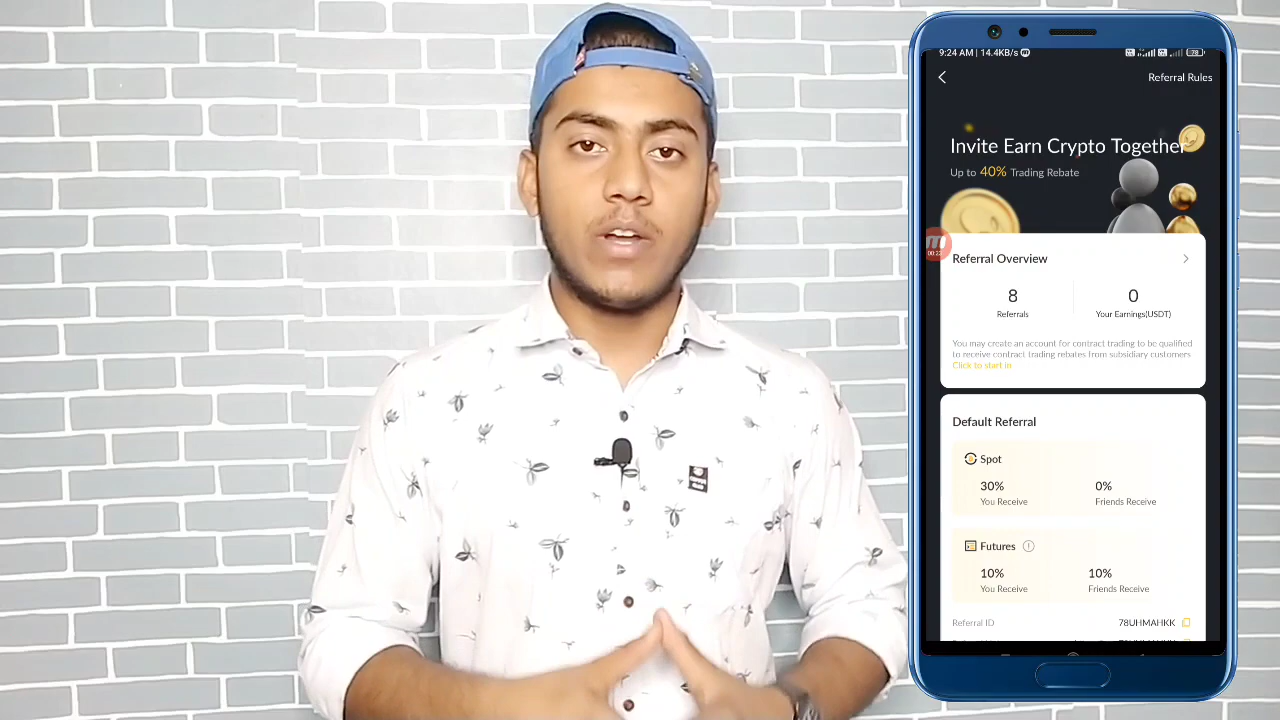 9:24 AM | 14.4KB/s
78
Referral Rules
Invite Earn Crypto Together
Up to 40% Trading Rebate
00:22
Referral Overview
8
0
Referrals
Your Earnings(USDT)
You may create an account for contract trading to be qualified
to receive contract trading rebates from subsidiary customers
Click to start in
Default Referral
Spot
30%
0%
You Receive
Friends Receive
Futures
10%
10%
You Receive
Friends Receive
Referral ID
78UHMAHKK